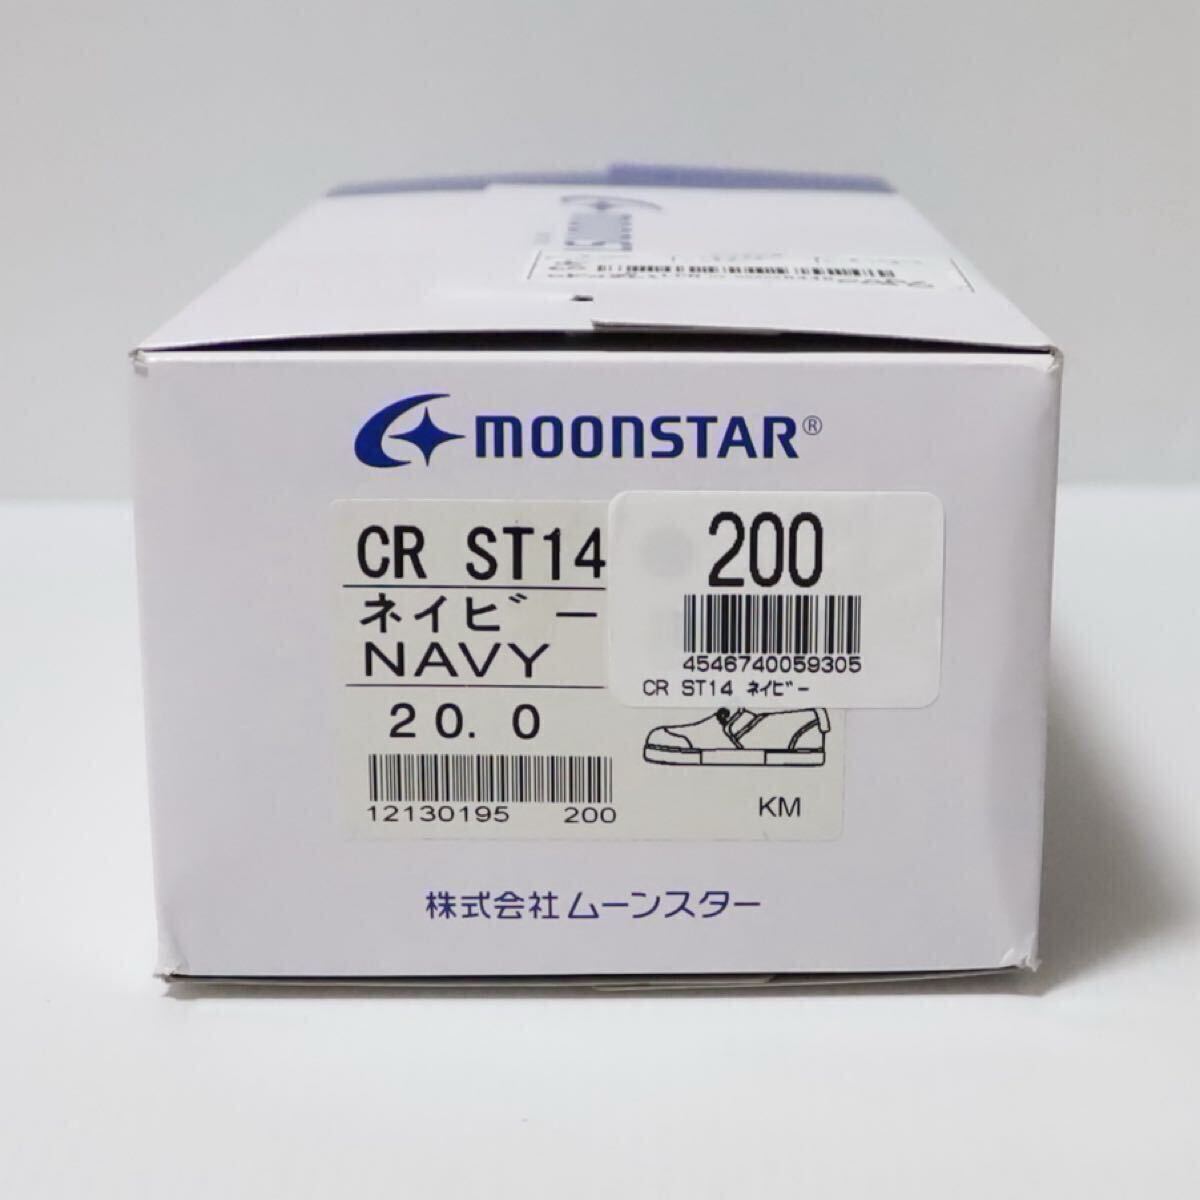 MOONSTAR®
CR ST14
ネイビー
NAVY
20.0
12130195 200
200
4546740059305
CR ST14 ネイビー
KM
株式会社ムーンスター